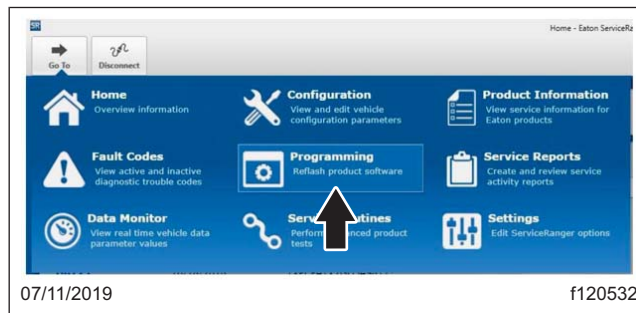 SR
Home - Eaton ServiceRa
Go To
Disconnect
Home
Overview information
Configuration
View and edit vehicle
configuration parameters
Product Information
View service information for
Eaton products
Fault Codes
View active and inactive
diagnostic trouble codes
Programming
Reflash product software
Service Reports
Create and review service
activity reports
Data Monitor
View real time vehicle data
parameter values
tests
Settings
Edit ServiceRanger options
07/11/2019
f120532